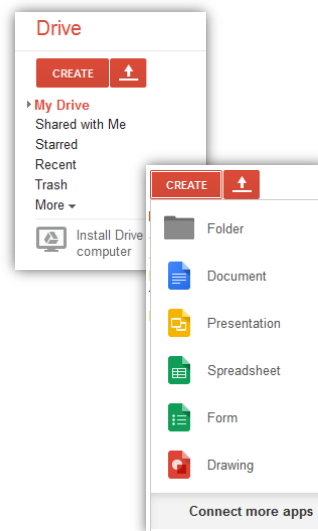 Drive
CREATE
My Drive
Shared with Me
Starred
Recent
Trash
More
Install Drive
computer
CREATE
Folder
Document
Presentation
Spreadsheet
Form
Drawing
Connect more apps